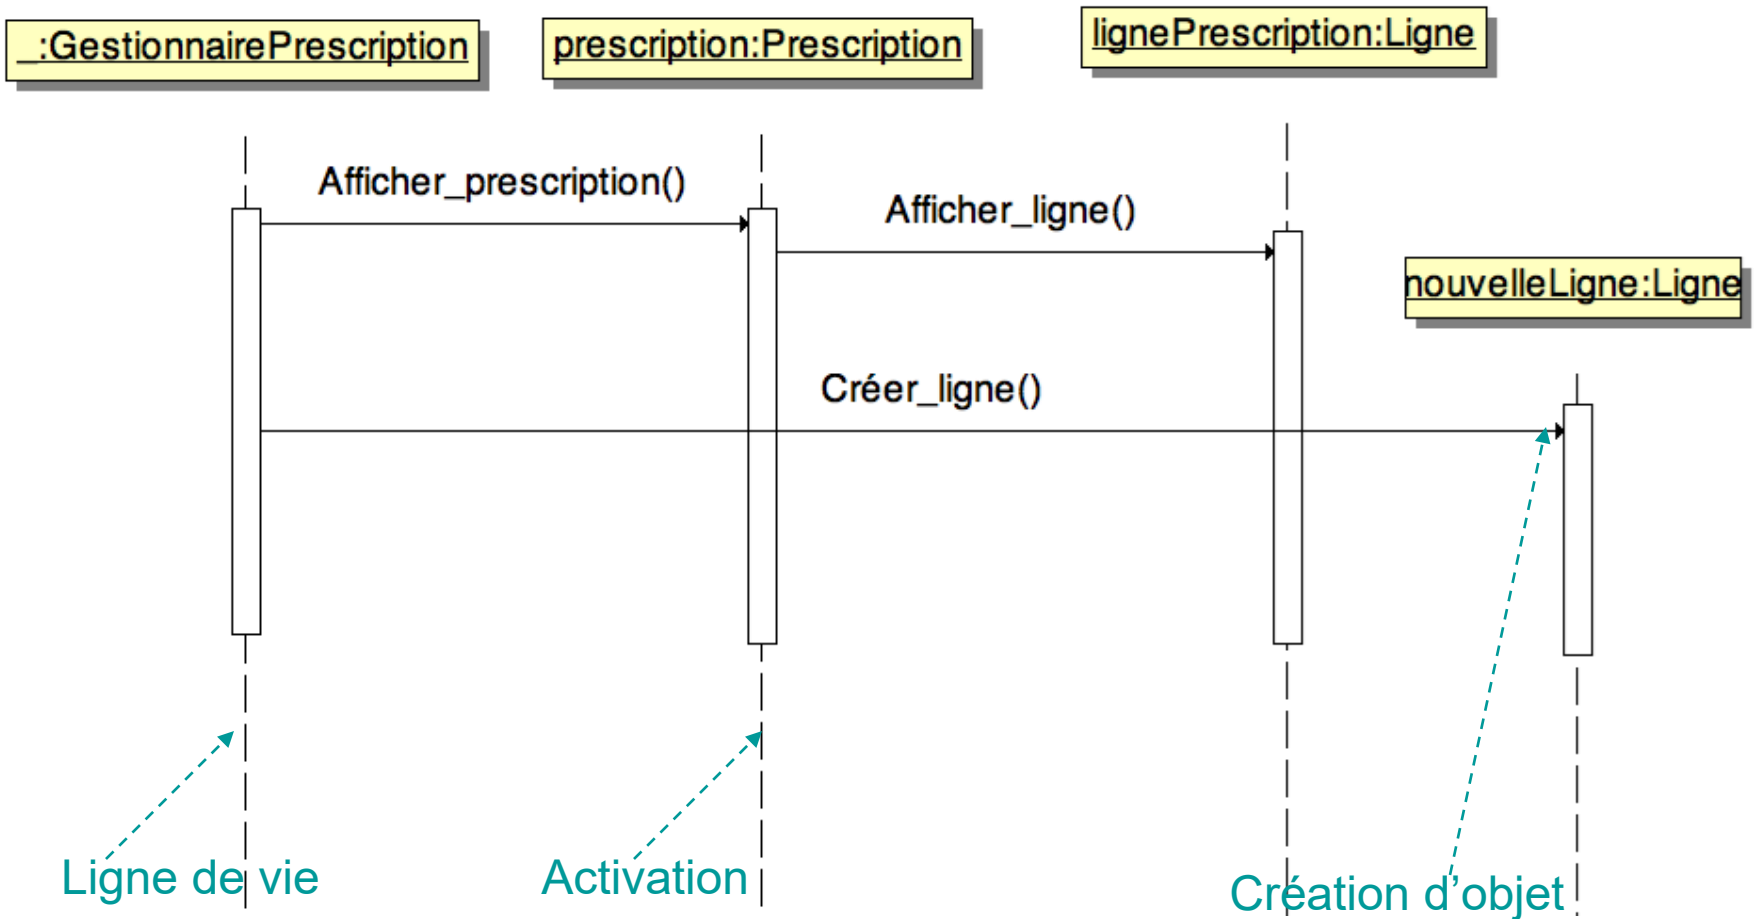 _:GestionnairePrescription
prescription:Prescription
lignePrescription:Ligne
Afficher_prescription()
Afficher_ligne()
nouvelleLigne:Ligne
Créer_ligne()
Ligne de vie
Activation
Création d’objet